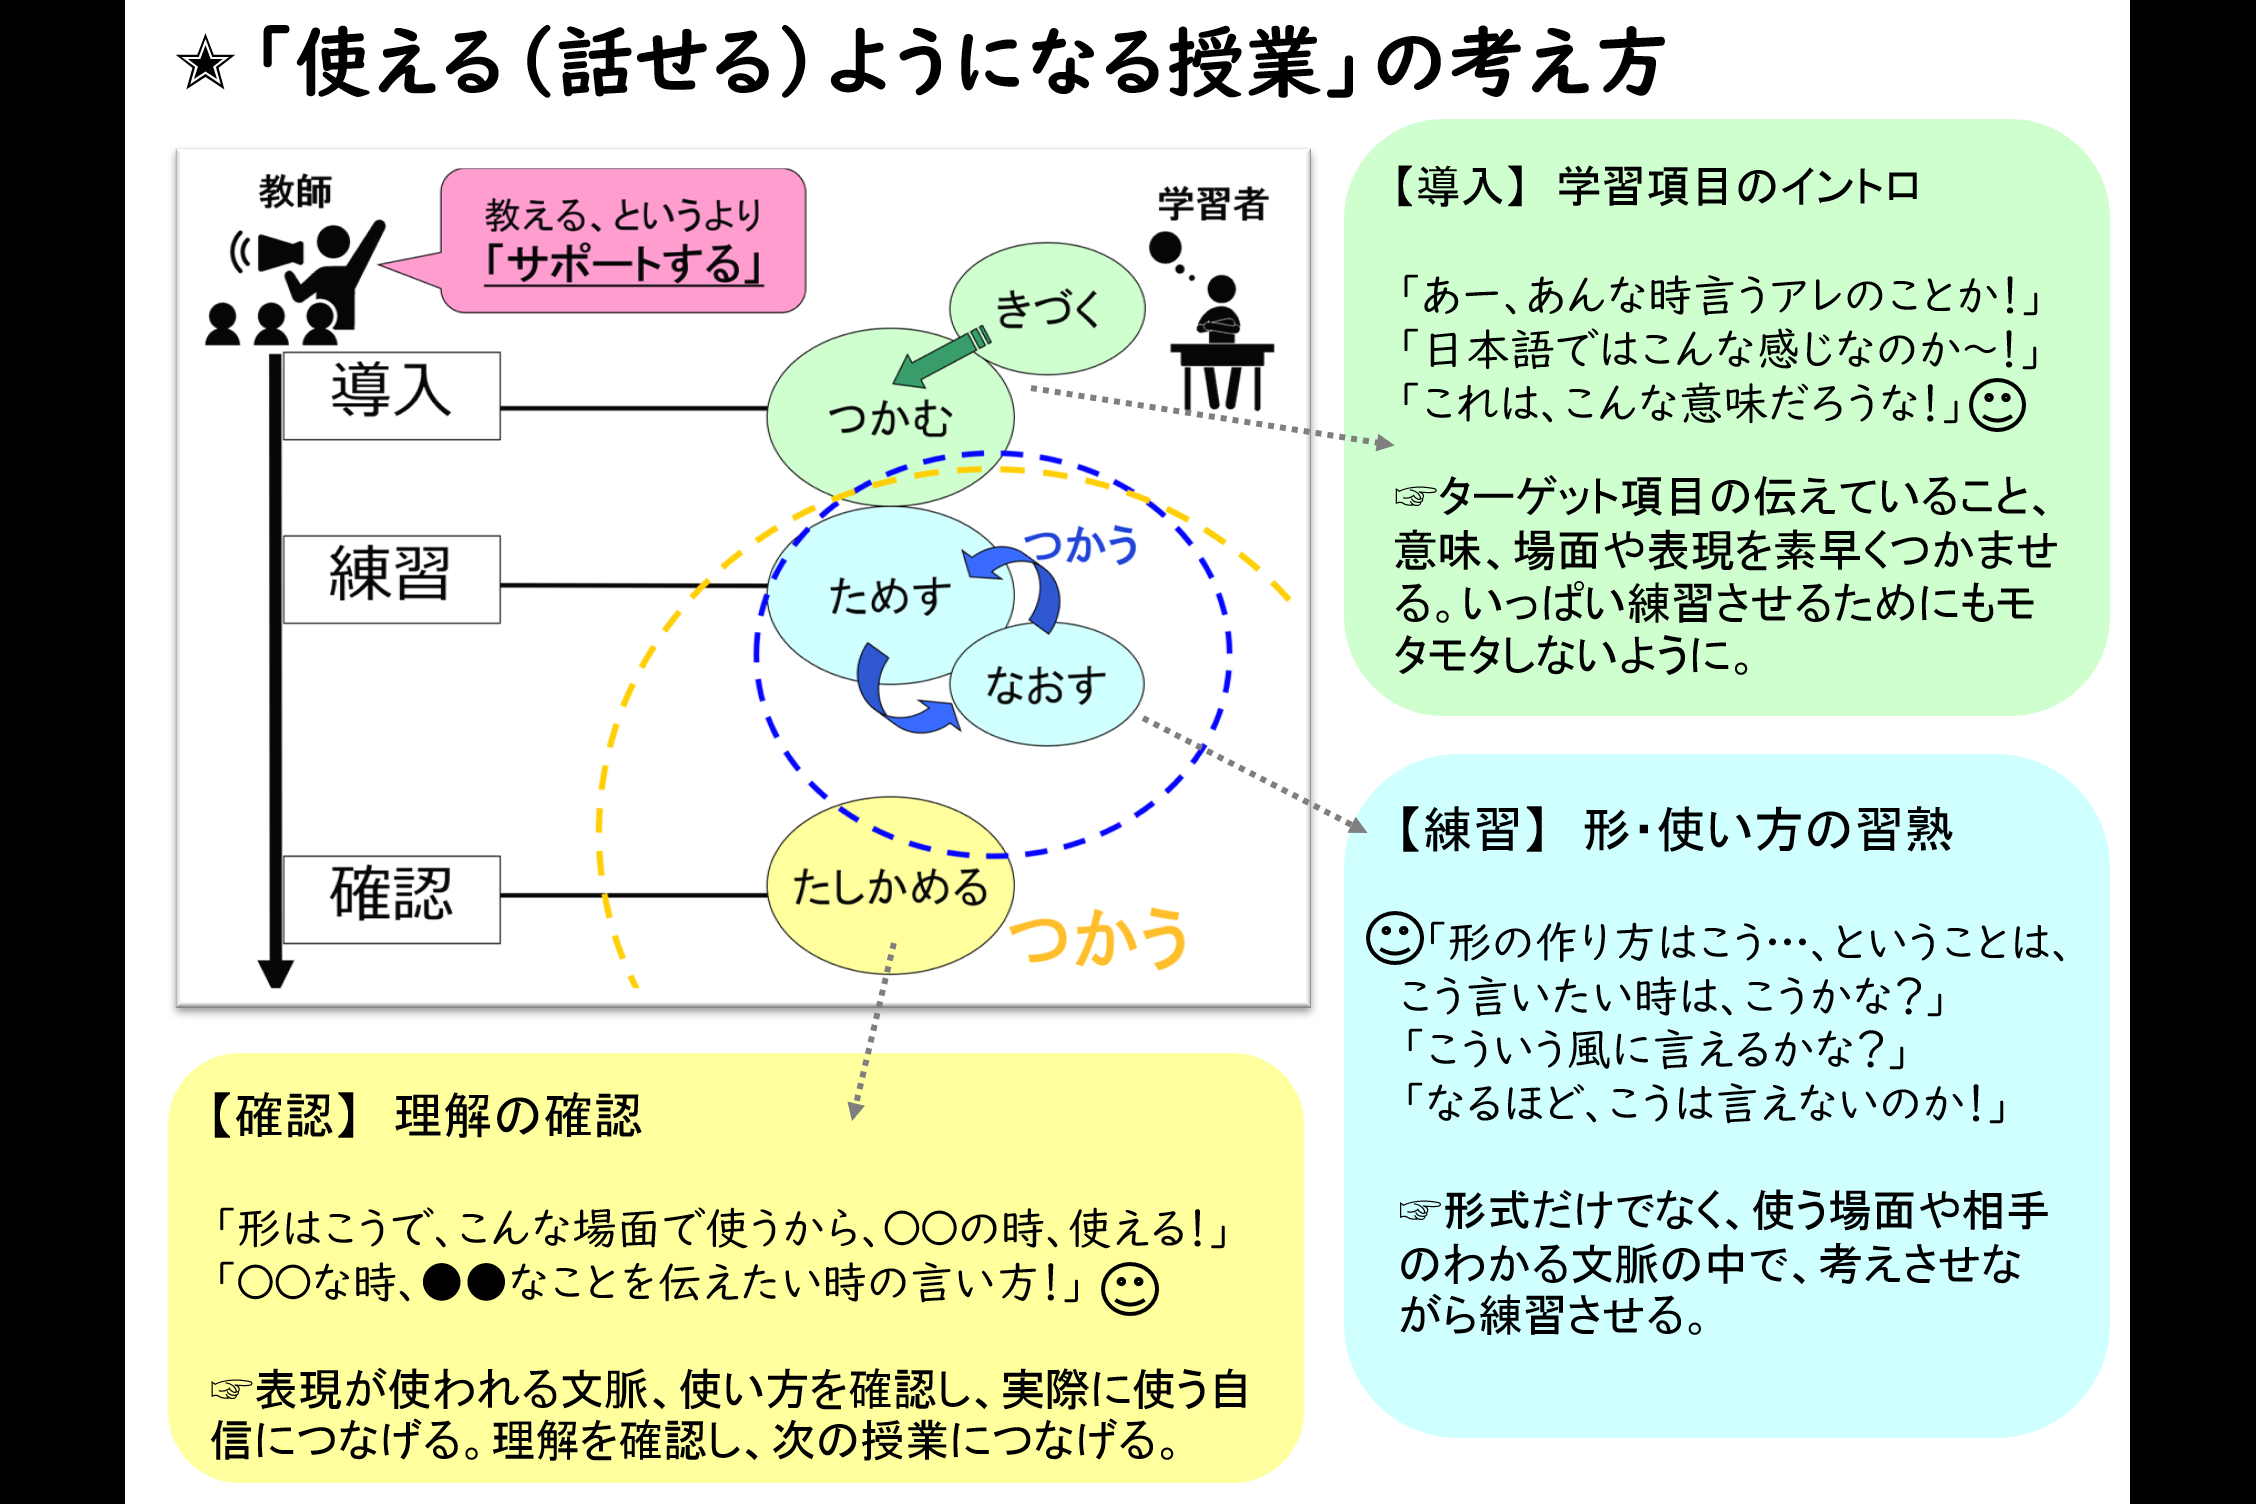 ★「使える（話せる）ようになる授業」の考え方
教師
教える、というより
「サポートする」
学習者
きづく
導入
つかむ
練習
ためす
つかう
なおす
確認
たしかめる
つかう
【導入】 学習項目のイントロ
「あー、あんな時言うアレのことか！」
「日本語ではこんな感じなのか～！」
「これは、こんな意味だろうな！」☺
☞ターゲット項目の伝えていること、
意味、場面や表現を素早くつかませ
る。いっぱい練習させるためにもモ
タモタしないように。
【練習】 形・使い方の習熟
☺「形の作り方はこう…、ということは、
こう言いたい時は、こうかな？」
「こういう風に言えるかな？」
「なるほど、こうは言えないのか！」
☞形式だけでなく、使う場面や相手
のわかる文脈の中で、考えさせな
がら練習させる。
【確認】 理解の確認
「形はこうで、こんな場面で使うから、〇〇の時、使える！」
「〇〇な時、●●なことを伝えたい時の言い方！」☺
☞表現が使われる文脈、使い方を確認し、実際に使う自
信につなげる。理解を確認し、次の授業につなげる。